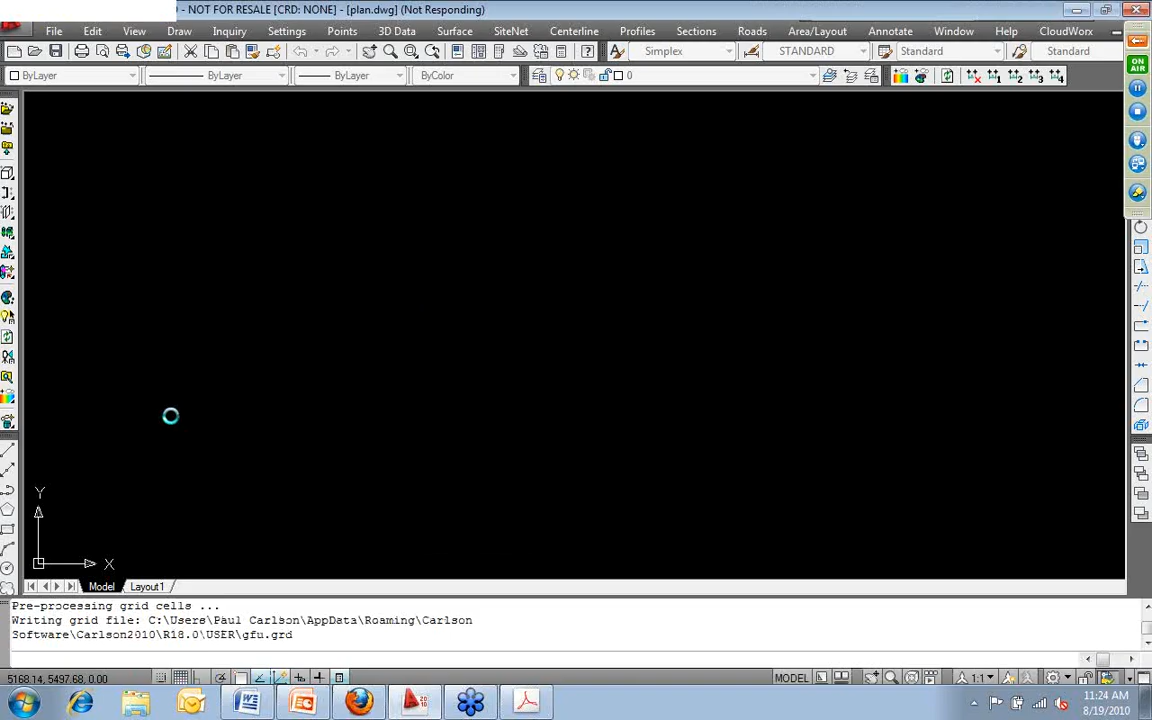 - NOT FOR RESALE [CRD: NONE] - [plan.dwg] (Not Responding)
File Edit View Draw Inquiry Settings Points 3D Data Surface SiteNet Centerline Profiles Sections Roads Area/Layout Annotate Window Help CloudWorx
Simplex STANDARD Standard Standard
ByLayer ByLayer ByLayer ByColor 0
ON AIR
Y
X
Model Layout1
Pre-processing grid cells ...
Writing grid file: C:\Users\Paul Carlson\AppData\Roaming\Carlson
Software\Carlson2010\R18.0\USER\gfu.grd
5168.14, 5497.68, 0.00 MODEL 1:1
11:24 AM
8/19/2010